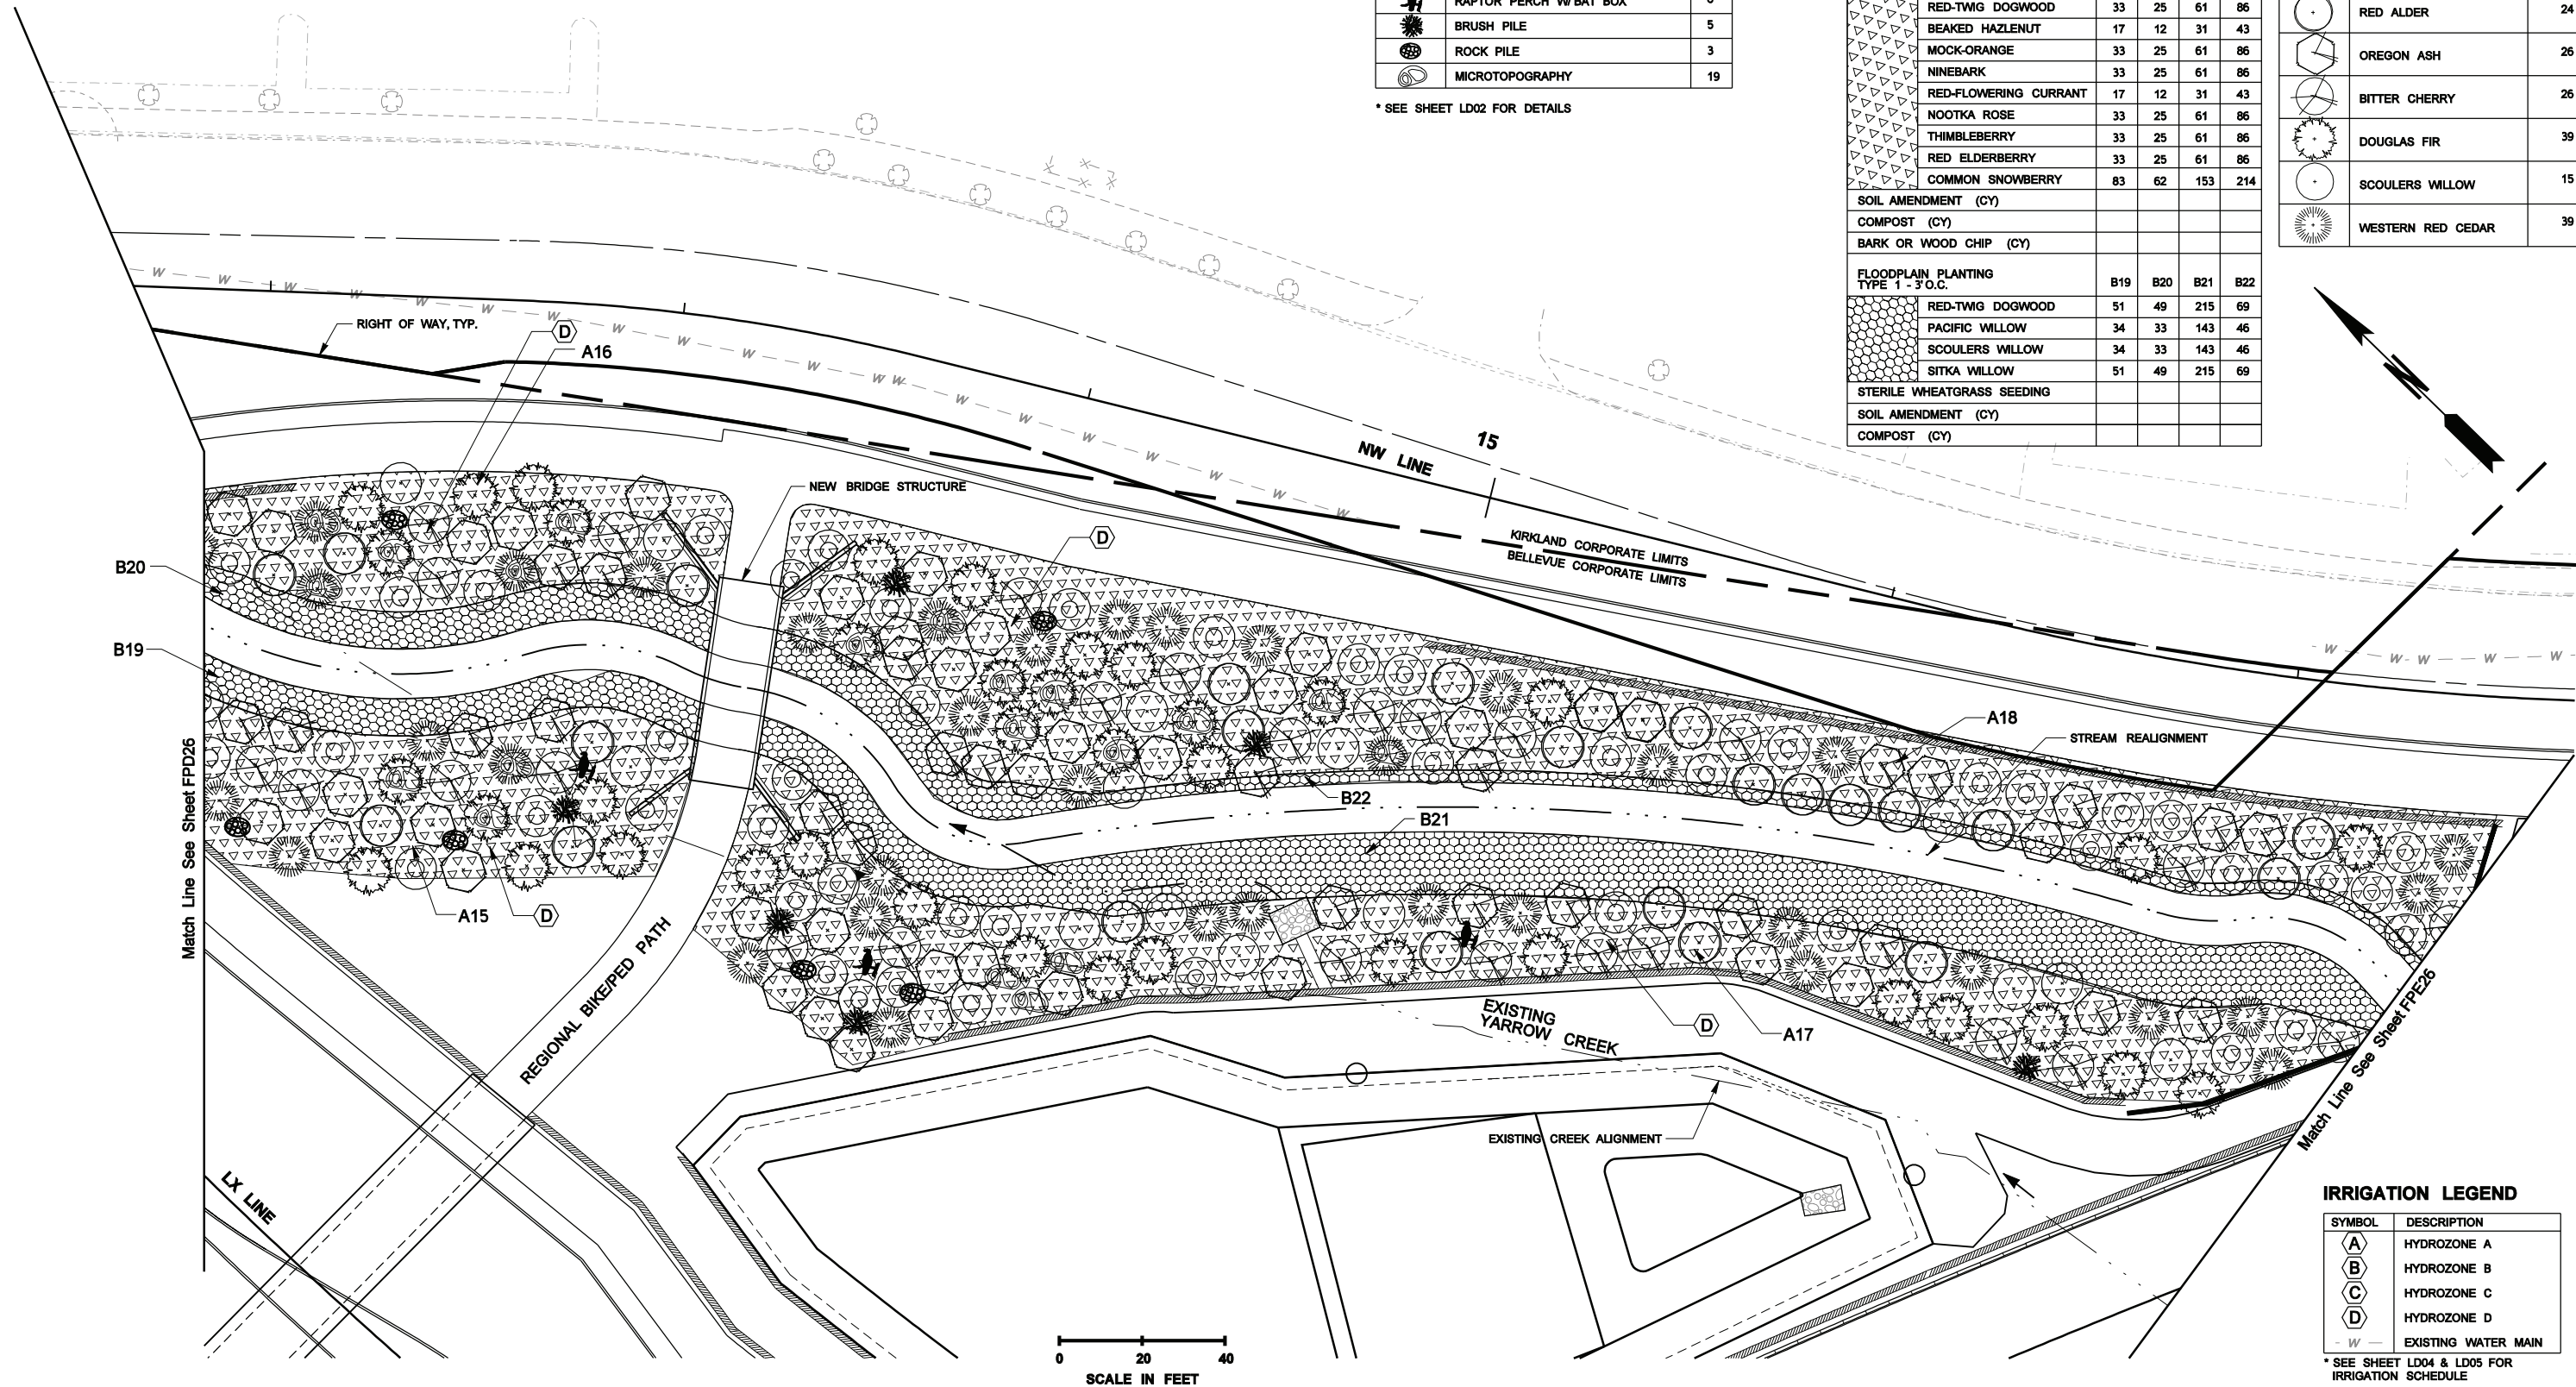 RAPTOR PERCH W/ BAT BOX
BRUSH PILE 5
ROCK PILE 3
MICROTOPOGRAPHY 19
* SEE SHEET LD02 FOR DETAILS
RED-TWIG DOGWOOD 33 25 61 86
BEAKED HAZLENUT 17 12 31 43
MOCK-ORANGE 33 25 61 86
NINEBARK 33 25 61 86
RED-FLOWERING CURRANT 17 12 31 43
NOOTKA ROSE 33 25 61 86
THIMBLEBERRY 33 25 61 86
RED ELDERBERRY 33 25 61 86
COMMON SNOWBERRY 83 62 153 214
SOIL AMENDMENT (CY)
COMPOST (CY)
BARK OR WOOD CHIP (CY)
FLOODPLAIN PLANTING
TYPE 1 - 3' O.C. B19 B20 B21 B22
RED-TWIG DOGWOOD 51 49 215 69
PACIFIC WILLOW 34 33 143 46
SCOULERS WILLOW 34 33 143 46
SITKA WILLOW 51 49 215 69
STERILE WHEATGRASS SEEDING
SOIL AMENDMENT (CY)
COMPOST (CY)
RED ALDER 24
OREGON ASH 26
BITTER CHERRY 26
DOUGLAS FIR 39
SCOULERS WILLOW 15
WESTERN RED CEDAR 39
W W W W W W W W W W W W W W W W W W W
RIGHT OF WAY, TYP.
D
A16
NEW BRIDGE STRUCTURE
D
NW LINE
15
KIRKLAND CORPORATE LIMITS
BELLEVUE CORPORATE LIMITS
N
W W W W W
B20
B19
A18
STREAM REALIGNMENT
B22
B21
Match Line See Sheet FPD26
A15
D
REGIONAL BIKE/PED PATH
EXISTING
YARROW CREEK
D
A17
EXISTING CREEK ALIGNMENT
Match Line See Sheet FPE26
LX LINE
0 20 40
SCALE IN FEET
IRRIGATION LEGEND
SYMBOL DESCRIPTION
A HYDROZONE A
B HYDROZONE B
C HYDROZONE C
D HYDROZONE D
- W - EXISTING WATER MAIN
* SEE SHEET LD04 & LD05 FOR
IRRIGATION SCHEDULE